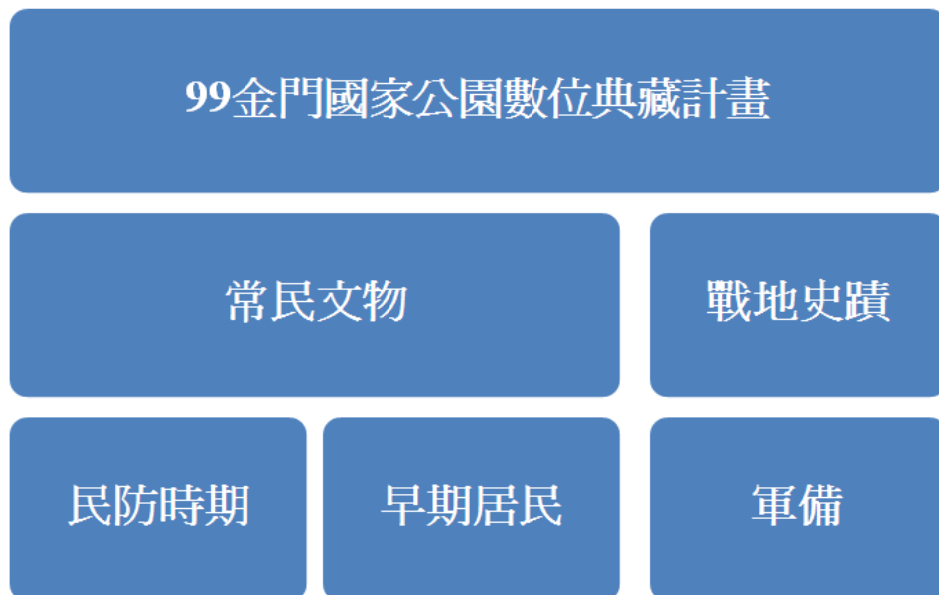 99金門國家公園數位典藏計畫
常民文物
戰地史蹟
民防時期
早期居民
軍備